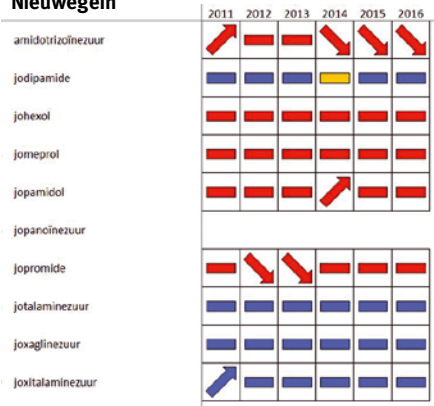 Nieuwegein
2011 2012 2013 2014 2015 2016
amidotrizoïnezuur
jodipamide
johexol
jomeprol
jopamidol
jopanoïnezuur
jopromide
jotalaminezuur
joxaglinezuur
joxitalaminezuur